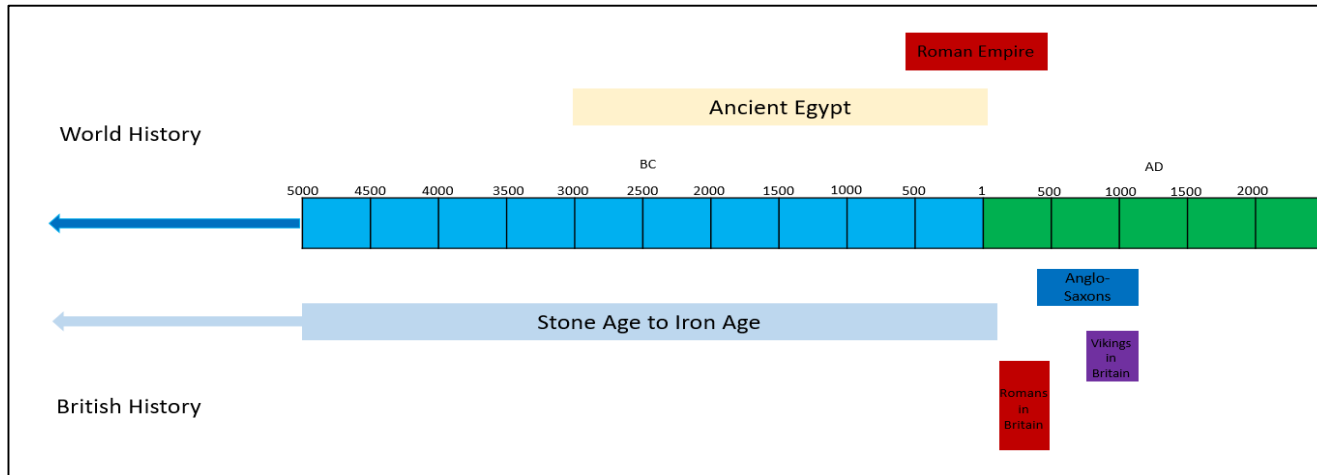 Roman Empire
Ancient Egypt
World History
BC
AD
5000 4500 4000 3500 3000 2500 2000 1500 1000 500 1 500 1000 1500 2000
Anglo-
Saxons
Stone Age to Iron Age
Vikings
in
Britain
Romans
in
Britain
British History